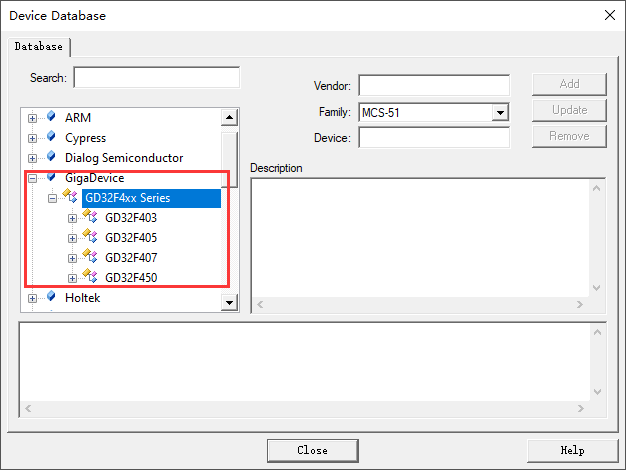 Device Database
Database
Search:
ARM
Cypress
Dialog Semiconductor
GigaDevice
GD32F4xx Series
GD32F403
GD32F405
GD32F407
GD32F450
Holtek
Vendor:
Family: MCS-51
Device:
Add
Update
Remove
Description
Close
Help